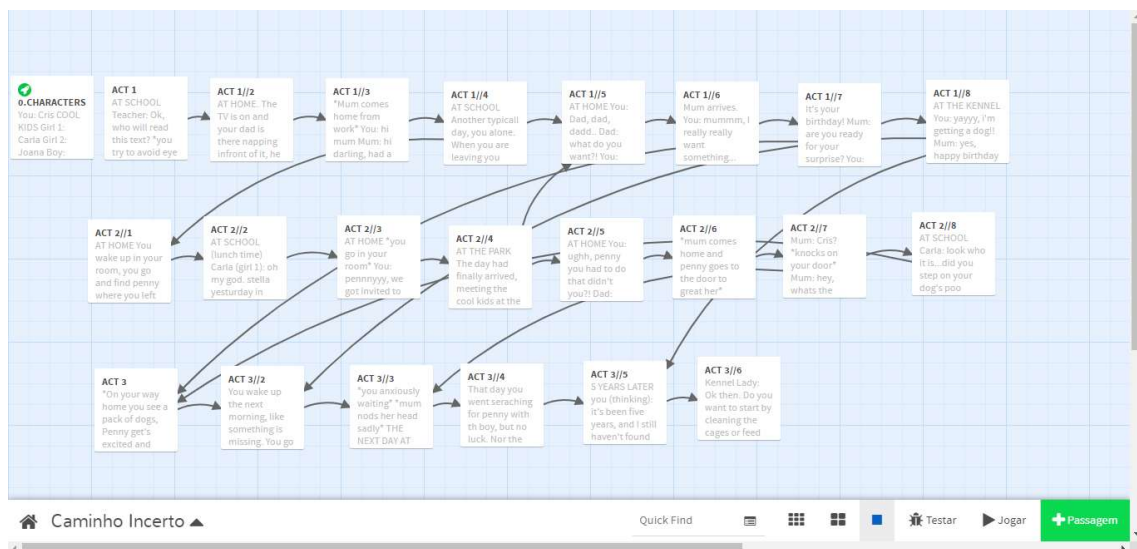 0.CHARACTERS
You: Cris COOL
KIDS Girl 1:
Carla Girl 2:
Joana Boy:
ACT 1
AT SCHOOL
Teacher: Ok,
who will read
this text? *you
try to avoid eye
ACT 1//2
AT HOME. The
TV is on and
your dad is
there napping
infront of it, he
ACT 1//3
*Mum comes
home from
work* You: hi
mum Mum: hi
darling, had a
ACT 1//4
AT SCHOOL
Another typicall
day, you alone.
When you are
leaving you
ACT 1//5
AT HOME You:
Dad, dad,
dadd.. Dad:
what do you
want?! You:
ACT 1//6
Mum arrives.
You: mummm, I
really really
want
something...
ACT 1//7
It's your
birthday! Mum:
are you ready
for your
surprise? You:
ACT 1//8
AT THE KENNEL
You: yayyy, i'm
getting a dog!!
Mum: yes,
happy birthday
ACT 2//1
AT HOME You
wake up in your
room, you go
and find penny
where you left
ACT 2//2
AT SCHOOL
(lunch time)
Carla (girl 1): oh
my god. stella
yesturday in
ACT 2//3
AT HOME *you
go in your
room* You:
pennnyyy, we
got invited to
ACT 2//4
AT THE PARK
The day had
finally arrived,
meeting the
cool kids at the
ACT 2//5
AT HOME You:
ughh, penny
you had to do
that didn't
you?! Dad:
ACT 2//6
*mum comes
home and
penny goes to
the door to
great her*
ACT 2//7
Mum: Cris?
*knocks on
your door*
Mum: hey,
whats the
ACT 2//8
AT SCHOOL
Carla: look who
it is...did you
step on your
dog's poo
ACT 3
*On your way
home you see a
pack of dogs,
Penny get's
excited and
ACT 3//2
You wake up
the next
morning, like
something is
missing. You go
ACT 3//3
*you anxiously
waiting* *mum
nods her head
sadly* THE
NEXT DAY AT
ACT 3//4
That day you
went seraching
for penny with
th boy, but no
luck. Nor the
ACT 3//5
5 YEARS LATER
you (thinking):
it's been five
years, and I still
haven't found
ACT 3//6
Kennel Lady:
Ok then. Do you
want to start by
cleaning the
cages or feed
Caminho Incerto
Quick Find
Testar
Jogar
Passagem